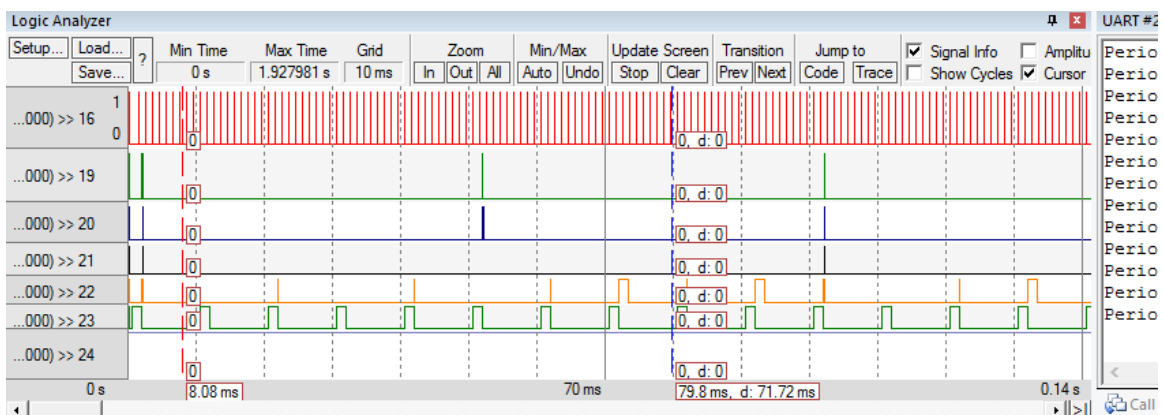 Logic Analyzer
UART #2
Setup... Load... ? Min Time Max Time Grid Zoom Min/Max Update Screen Transition Jump to Signal Info Amplitu
Save... 0 s 1.927981 s 10 ms In Out All Auto Undo Stop Clear Prev Next Code Trace Show Cycles Cursor
...000) >> 16 1 0
0 0, d: 0
...000) >> 19
0 0, d: 0
...000) >> 20
0 0, d: 0
...000) >> 21
0 0, d: 0
...000) >> 22
0 0, d: 0
...000) >> 23
0 0, d: 0
...000) >> 24
0 0, d: 0
0 s 8.08 ms 70 ms 79.8 ms, d: 71.72 ms 0.14 s
Perio
Perio
Perio
Perio
Perio
Perio
Perio
Perio
Perio
Perio
Perio
Perio
Perio
Call